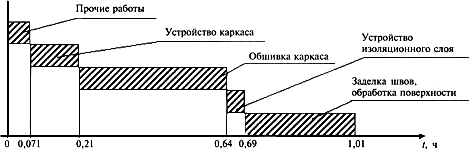 Прочие работы
Устройство каркаса
Устройство
изоляционного слоя
Обшивка каркаса
Заделка швов,
обработка поверхности
0 0,071 0,21 0,64 0,69 1,01 t, ч